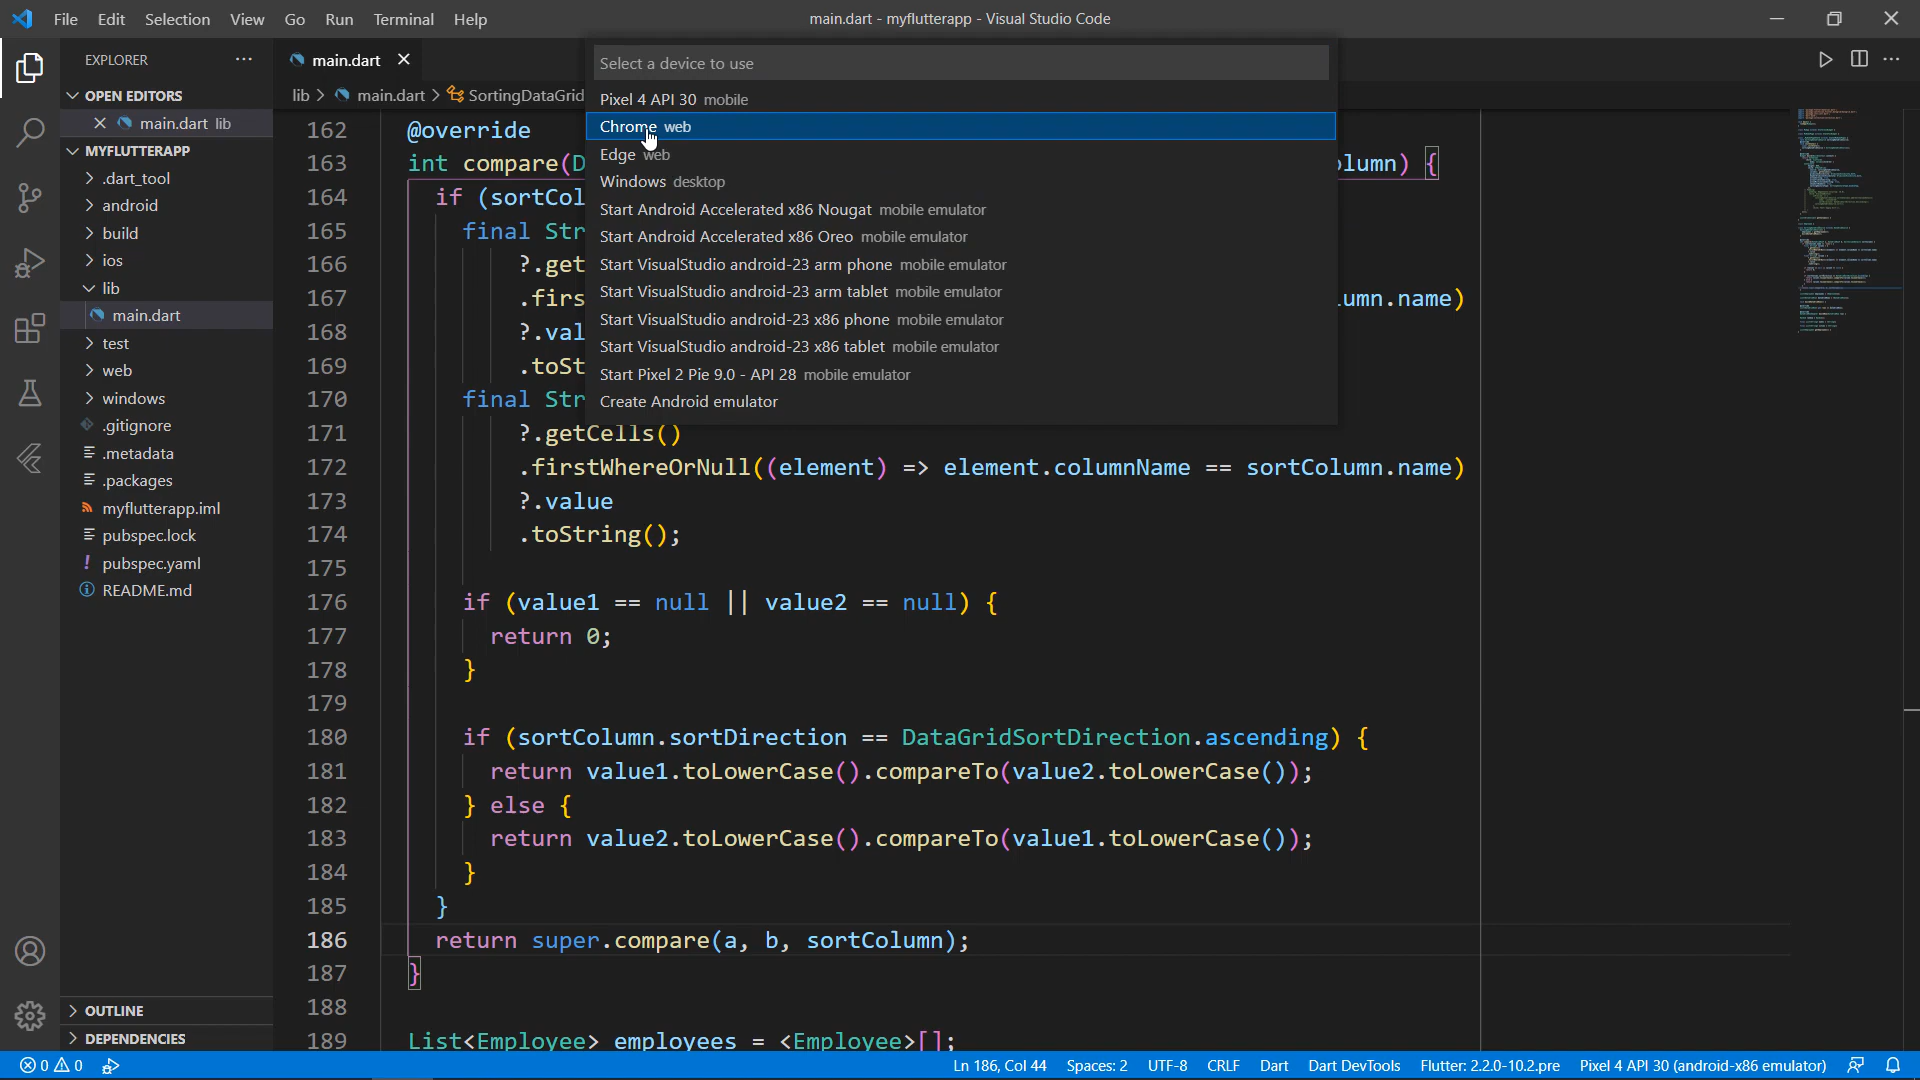 File Edit Selection View Go Run Terminal Help
main.dart - myflutterapp - Visual Studio Code
EXPLORER
OPEN EDITORS
main.dart lib
MYFLUTTERAPP
.dart_tool
android
build
ios
lib
main.dart
test
web
windows
.gitignore
.metadata
.packages
myflutterapp.iml
pubspec.lock
pubspec.yaml
README.md
OUTLINE
DEPENDENCIES
main.dart
lib > main.dart > SortingDataGrid
Select a device to use
Pixel 4 API 30 mobile
Chrome web
Edge web
Windows desktop
Start Android Accelerated x86 Nougat mobile emulator
Start Android Accelerated x86 Oreo mobile emulator
Start VisualStudio android-23 arm phone mobile emulator
Start VisualStudio android-23 arm tablet mobile emulator
Start VisualStudio android-23 x86 phone mobile emulator
Start VisualStudio android-23 x86 tablet mobile emulator
Start Pixel 2 Pie 9.0 - API 28 mobile emulator
Create Android emulator
162 @override
163 int compare(D lumn) {
164 if (sortCol
165 final Str
166 ?.get
167 .firs umn.name)
168 ?.val
169 .toSt
170 final Str
171 ?.getCells()
172 .firstWhereOrNull((element) => element.columnName == sortColumn.name)
173 ?.value
174 .toString();
175
176 if (value1 == null || value2 == null) {
177 return 0;
178 }
179
180 if (sortColumn.sortDirection == DataGridSortDirection.ascending) {
181 return value1.toLowerCase().compareTo(value2.toLowerCase());
182 } else {
183 return value2.toLowerCase().compareTo(value1.toLowerCase());
184 }
185 }
186 return super.compare(a, b, sortColumn);
187 }
188
189 List<Employee> employees = <Employee>[];
0 0 Ln 186, Col 44 Spaces: 2 UTF-8 CRLF Dart Dart DevTools Flutter: 2.2.0-10.2.pre Pixel 4 API 30 (android-x86 emulator)